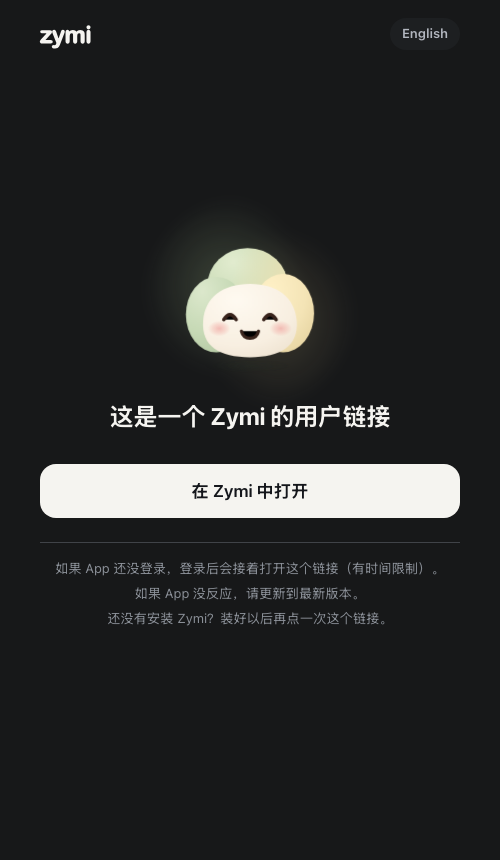 zymi
English
这是一个 Zymi 的用户链接
在 Zymi 中打开
如果 App 还没登录，登录后会接着打开这个链接（有时间限制）。
如果 App 没反应，请更新到最新版本。
还没有安装 Zymi？装好以后再点一次这个链接。